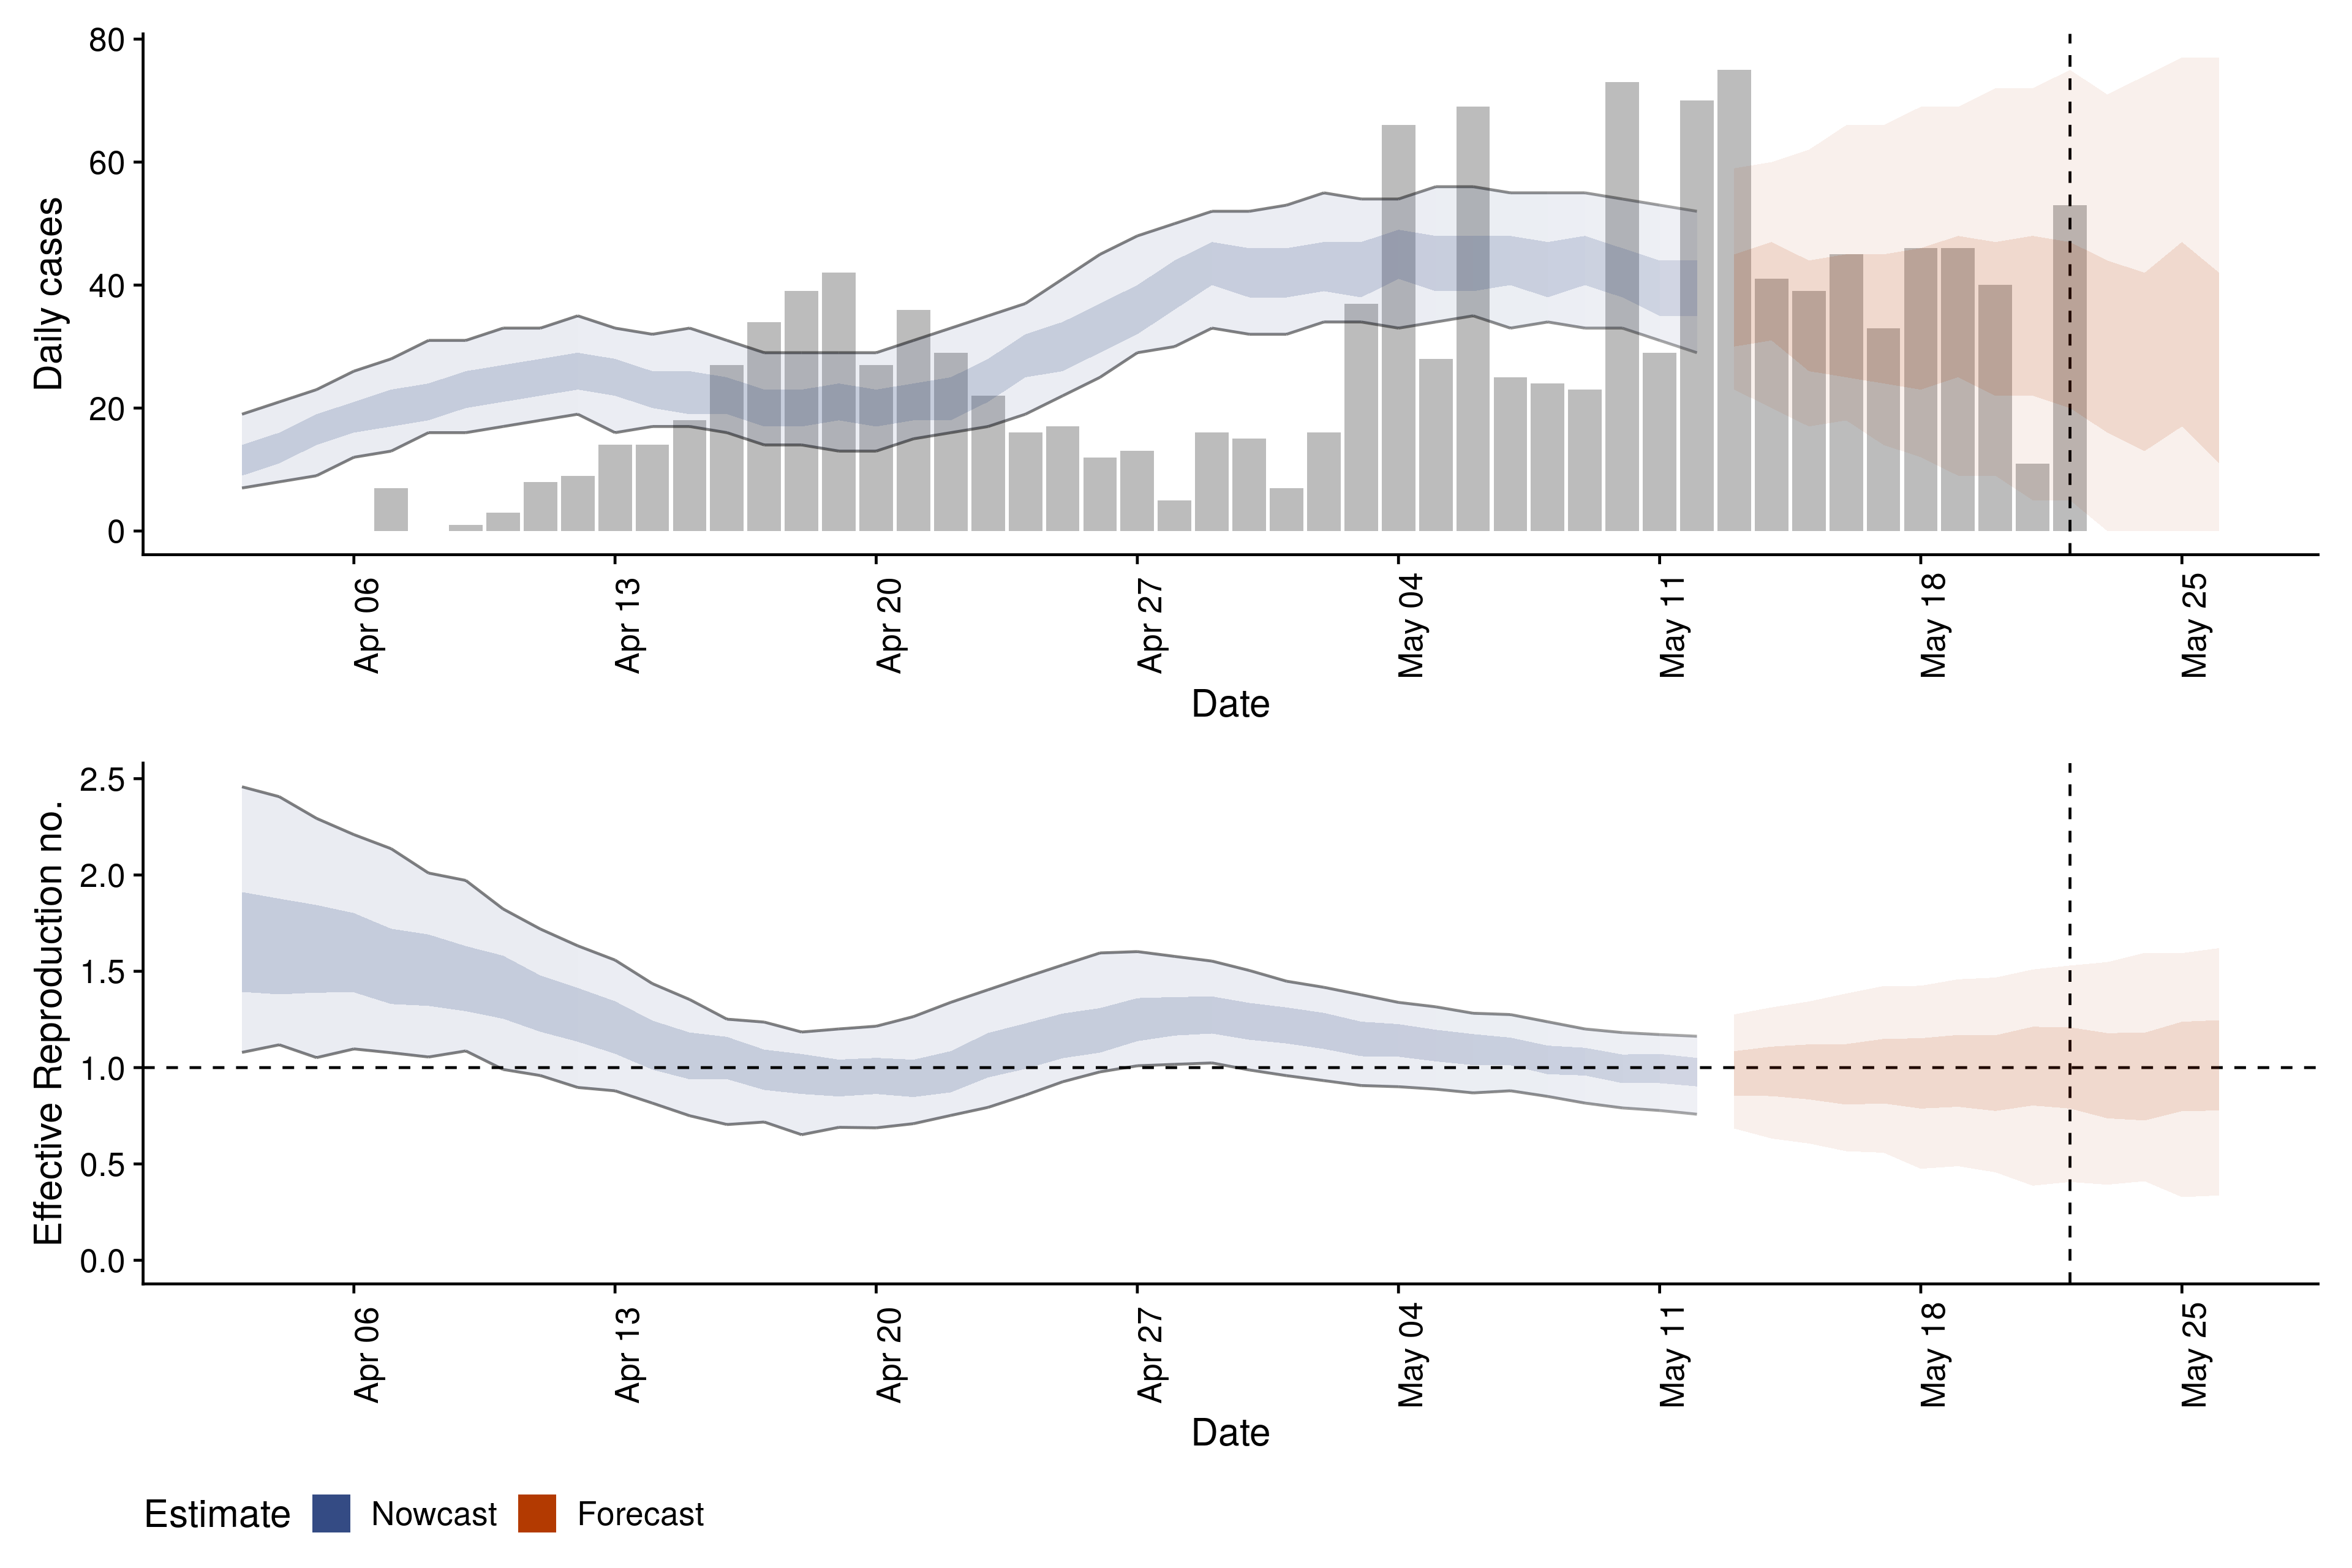 Daily cases
80
60
40
20
0
Apr 06
Apr 13
Apr 20
Apr 27
May 04
May 11
May 18
May 25
Date
Effective Reproduction no.
2.5
2.0
1.5
1.0
0.5
0.0
Apr 06
Apr 13
Apr 20
Apr 27
May 04
May 11
May 18
May 25
Date
Estimate Nowcast Forecast